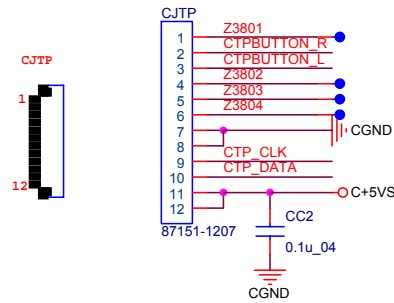 CJTP
1
12
CJTP
1 Z3801
2 CTPBUTTON_R
3 CTPBUTTON_L
4 Z3802
5 Z3803
6 Z3804
7
CGND
8
9 CTP_CLK
10 CTP_DATA
11
C+5VS
12
87151-1207
CC2
0.1u_04
CGND